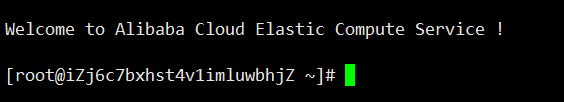 Welcome to Alibaba Cloud Elastic Compute Service !
[root@iZj6c7bxhst4v1imluwbhjZ ~]#